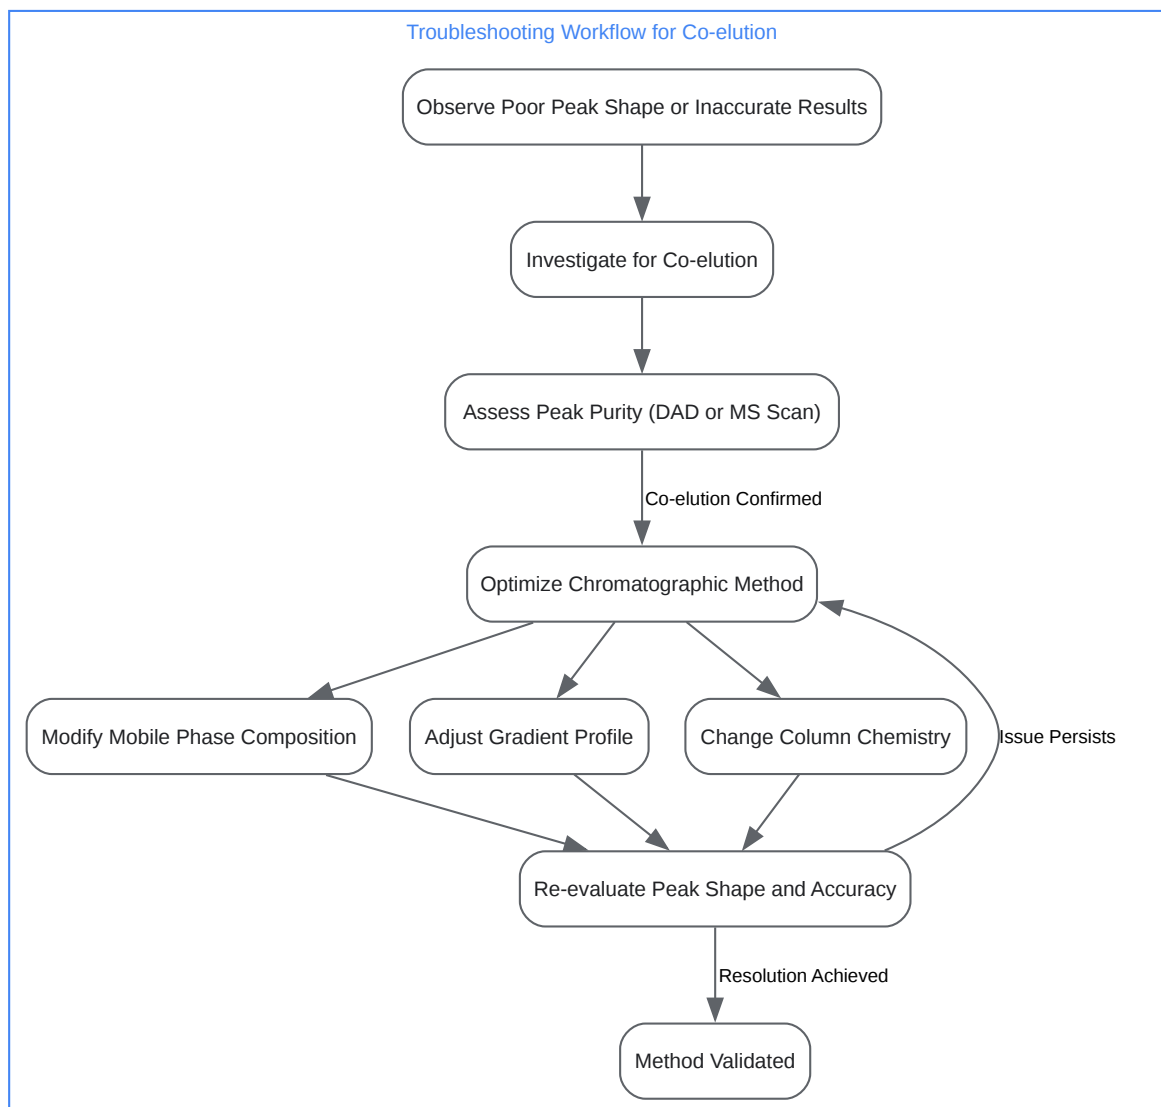 Troubleshooting Workflow for Co-elution
Observe Poor Peak Shape or Inaccurate Results
Investigate for Co-elution
Assess Peak Purity (DAD or MS Scan)
Co-elution Confirmed
Optimize Chromatographic Method
Modify Mobile Phase Composition
Adjust Gradient Profile
Change Column Chemistry
Issue Persists
Re-evaluate Peak Shape and Accuracy
Resolution Achieved
Method Validated